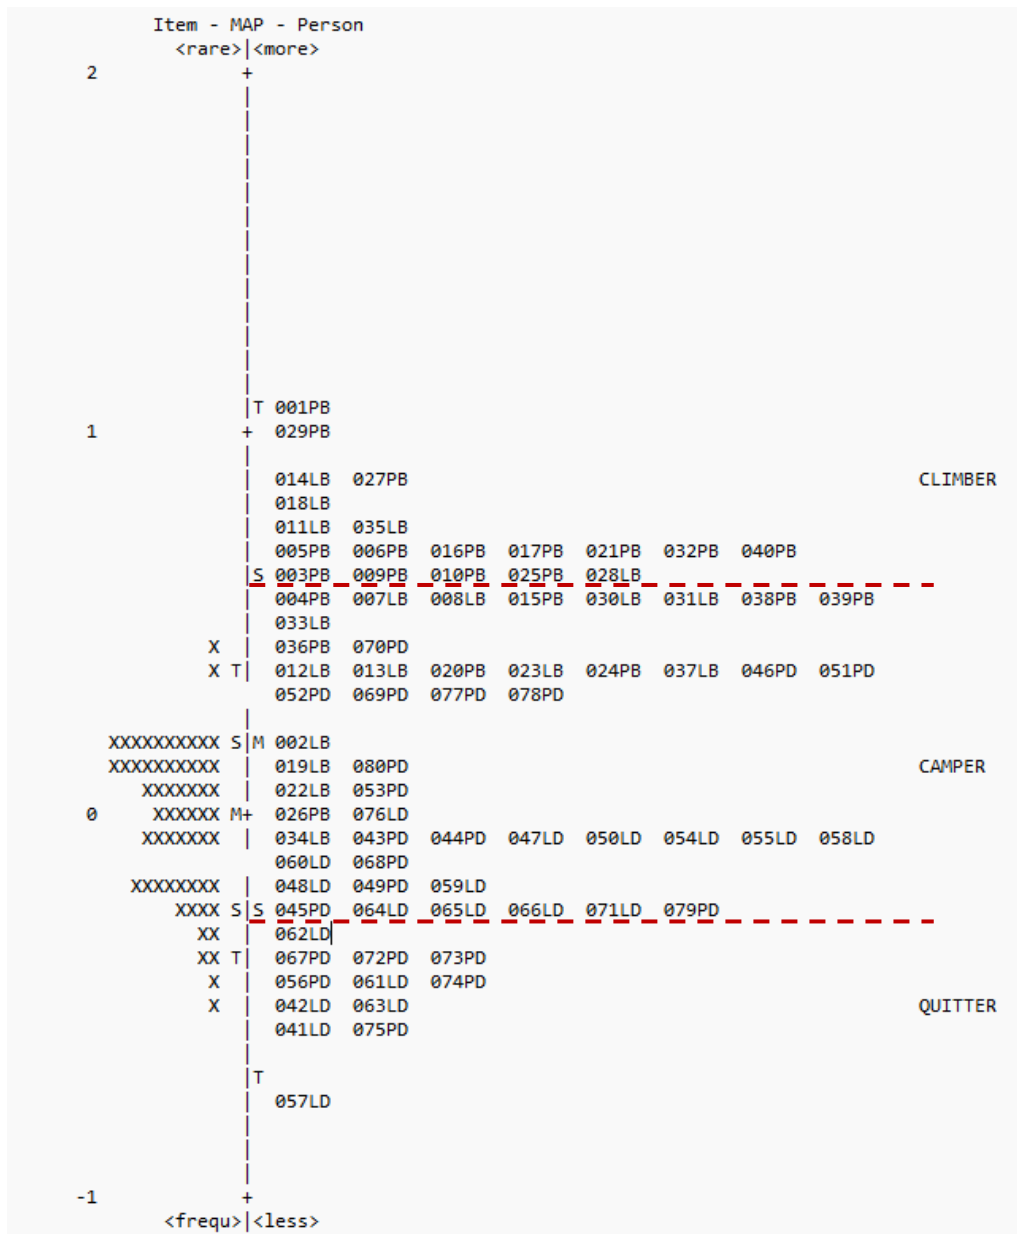 Item - MAP - Person
<rare>|<more>
2 +
|
|
|
|
|
|
|
|
|
|
|
|
|
|T 001PB
1 + 029PB
|
| 014LB 027PB CLIMBER
| 018LB
| 011LB 035LB
| 005PB 006PB 016PB 017PB 021PB 032PB 040PB
|S 003PB 009PB 010PB 025PB 028LB
| 004PB 007LB 008LB 015PB 030LB 031LB 038PB 039PB
| 033LB
X | 036PB 070PD
X T| 012LB 013LB 020PB 023LB 024PB 037LB 046PD 051PD
052PD 069PD 077PD 078PD
|
XXXXXXXXXX S|M 002LB
XXXXXXXXXX | 019LB 080PD CAMPER
XXXXXXX | 022LB 053PD
0 XXXXXX M+ 026PB 076LD
XXXXXXX | 034LB 043PD 044PD 047LD 050LD 054LD 055LD 058LD
060LD 068PD
XXXXXXXX | 048LD 049PD 059LD
XXXX S|S 045PD 064LD 065LD 066LD 071LD 079PD
XX | 062LD
XX T| 067PD 072PD 073PD
X | 056PD 061LD 074PD
X | 042LD 063LD QUITTER
| 041LD 075PD
|
|T
| 057LD
|
|
|
-1 +
<frequ>|<less>